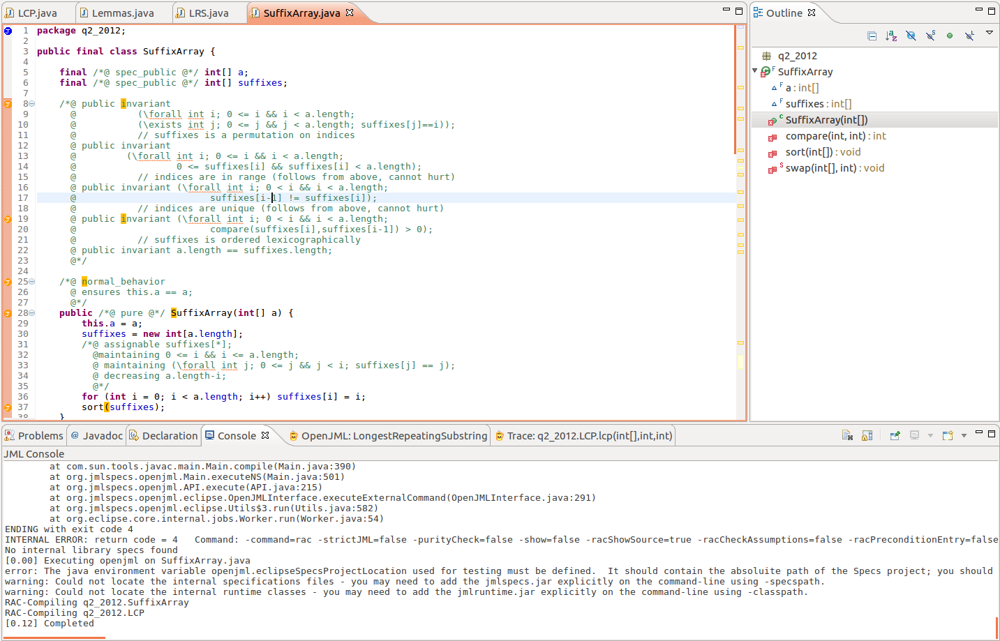 LCP.java
Lemmas.java
LRS.java
SuffixArray.java
1 package q2_2012;
2
3 public final class SuffixArray {
4
5     final /*@ spec_public @*/ int[] a;
6     final /*@ spec_public @*/ int[] suffixes;
7
8     /*@ public invariant
9       @           (\forall int i; 0 <= i && i < a.length;
10       @           (\exists int j; 0 <= j && j < a.length; suffixes[j]==i));
11       @           // suffixes is a permutation on indices
12       @ public invariant
13       @         (\forall int i; 0 <= i && i < a.length;
14       @                  0 <= suffixes[i] && suffixes[i] < a.length);
15       @           // indices are in range (follows from above, cannot hurt)
16       @ public invariant (\forall int i; 0 < i && i < a.length;
17       @                        suffixes[i-1] != suffixes[i]);
18       @           // indices are unique (follows from above, cannot hurt)
19       @ public invariant (\forall int i; 0 < i && i < a.length;
20       @                        compare(suffixes[i],suffixes[i-1]) > 0);
21       @           // suffixes is ordered lexicographically
22       @ public invariant a.length == suffixes.length;
23       @*/
24
25     /*@ normal_behavior
26       @ ensures this.a == a;
27       @*/
28     public /*@ pure @*/ SuffixArray(int[] a) {
29         this.a = a;
30         suffixes = new int[a.length];
31         /*@ assignable suffixes[*];
32           @maintaining 0 <= i && i <= a.length;
33           @ maintaining (\forall int j; 0 <= j && j < i; suffixes[j] == j);
34           @ decreasing a.length-i;
35           @*/
36         for (int i = 0; i < a.length; i++) suffixes[i] = i;
37         sort(suffixes);
38     }
Outline
q2_2012
SuffixArray
a : int[]
suffixes : int[]
SuffixArray(int[])
compare(int, int) : int
sort(int[]) : void
swap(int[], int) : void
Problems
@ Javadoc
Declaration
Console
OpenJML: LongestRepeatingSubstring
Trace: q2_2012.LCP.lcp(int[],int,int)
JML Console
at com.sun.tools.javac.main.Main.compile(Main.java:390)
at org.jmlspecs.openjml.Main.executeNS(Main.java:501)
at org.jmlspecs.openjml.API.execute(API.java:215)
at org.jmlspecs.openjml.eclipse.OpenJMLInterface.executeExternalCommand(OpenJMLInterface.java:291)
at org.jmlspecs.openjml.eclipse.Utils$3.run(Utils.java:582)
at org.eclipse.core.internal.jobs.Worker.run(Worker.java:54)
ENDING with exit code 4
INTERNAL ERROR: return code = 4   Command: -command=rac -strictJML=false -purityCheck=false -show=false -racShowSource=true -racCheckAssumptions=false -racPreconditionEntry=false
No internal library specs found
[0.00] Executing openjml on SuffixArray.java
error: The java environment variable openjml.eclipseSpecsProjectLocation used for testing must be defined.  It should contain the absoluite path of the Specs project; you should
warning: Could not locate the internal specifications files - you may need to add the jmlspecs.jar explicitly on the command-line using -specspath.
warning: Could not locate the internal runtime classes - you may need to add the jmlruntime.jar explicitly on the command-line using -classpath.
RAC-Compiling q2_2012.SuffixArray
RAC-Compiling q2_2012.LCP
[0.12] Completed